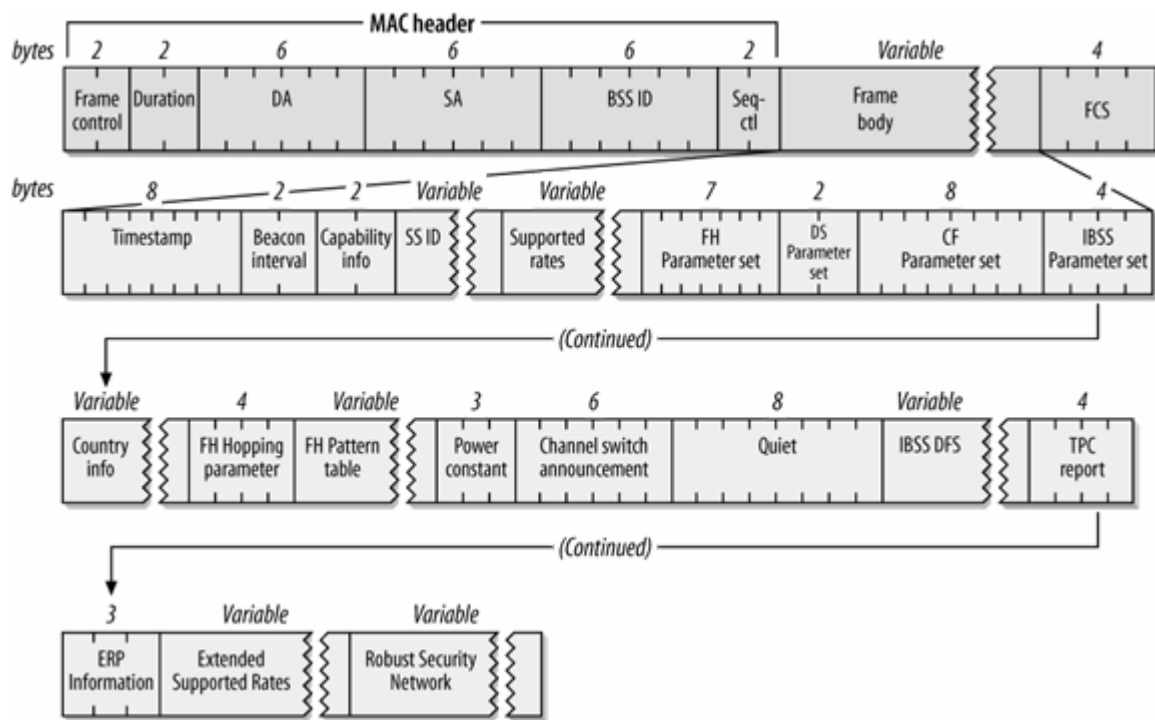 MAC header
bytes 2 2 6 6 6 2 Variable 4
Frame control Duration DA SA BSS ID Seq-ctl Frame body FCS
bytes 8 2 2 Variable Variable 7 2 8 4
Timestamp Beacon interval Capability info SS ID Supported rates FH Parameter set DS Parameter set CF Parameter set IBSS Parameter set
(Continued)
Variable 4 Variable 3 6 8 Variable 4
Country info FH Hopping parameter FH Pattern table Power constant Channel switch announcement Quiet IBSS DFS TPC report
(Continued)
3 Variable Variable
ERP Information Extended Supported Rates Robust Security Network